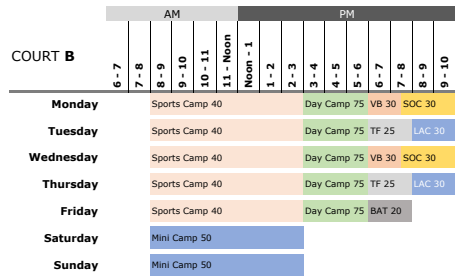 AM PM
COURT B 6 - 7 7 - 8 8 - 9 9 - 10 10 - 11 11 - Noon Noon - 1 1 - 2 2 - 3 3 - 4 4 - 5 5 - 6 6 - 7 7 - 8 8 - 9 9 - 10
Monday Sports Camp 40 Day Camp 75 VB 30 SOC 30
Tuesday Sports Camp 40 Day Camp 75 TF 25 LAC 30
Wednesday Sports Camp 40 Day Camp 75 VB 30 SOC 30
Thursday Sports Camp 40 Day Camp 75 TF 25 LAC 30
Friday Sports Camp 40 Day Camp 75 BAT 20
Saturday Mini Camp 50
Sunday Mini Camp 50